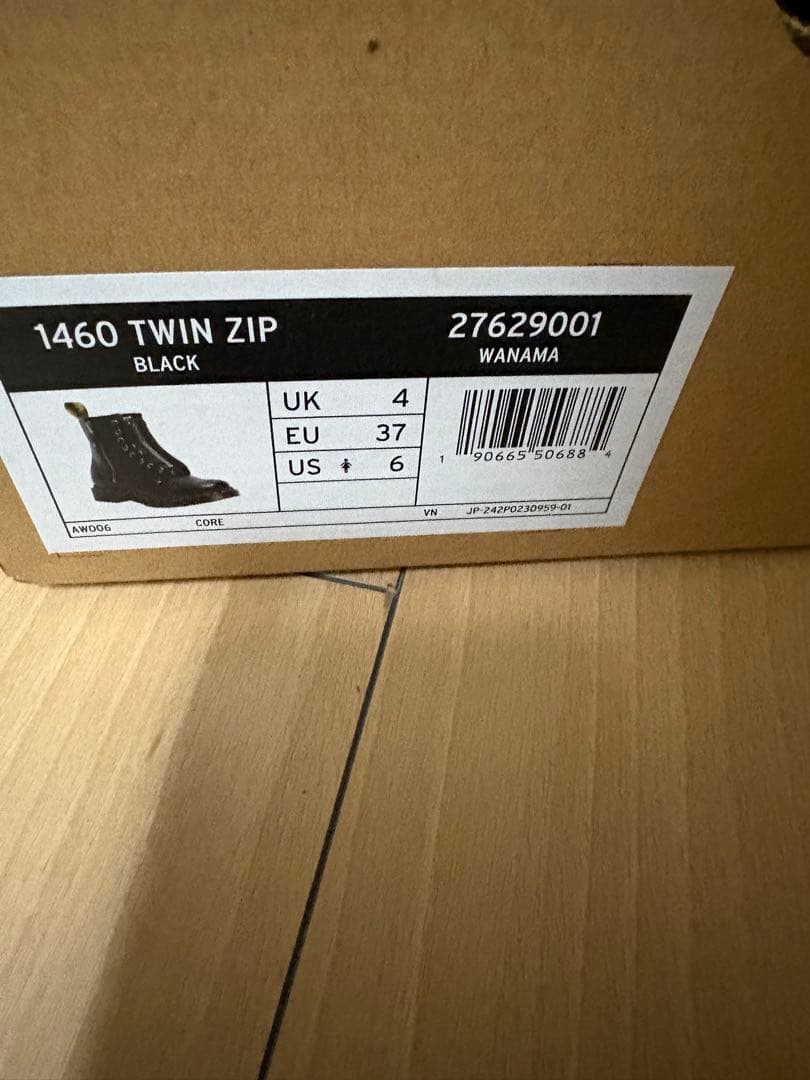 1460 TWIN ZIP
BLACK
27629001
WANAMA
UK 4
EU 37
US 6
1 90665 50688 4
AW006
CORE
VN
JP-242P0230959-01